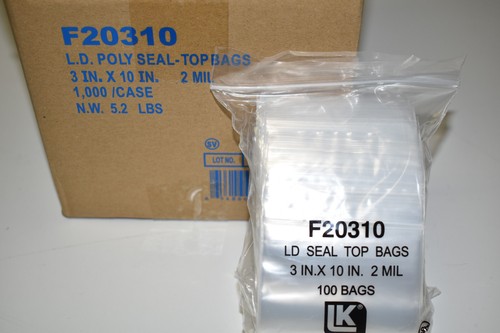 F20310
L.D. POLY SEAL-TOP BAGS
3 IN. X 10 IN. 2 MIL
1,000 /CASE
N.W. 5.2 LBS
SV
LOT NO.
F20310
LD SEAL TOP BAGS
3 IN.X 10 IN. 2 MIL
100 BAGS
LK